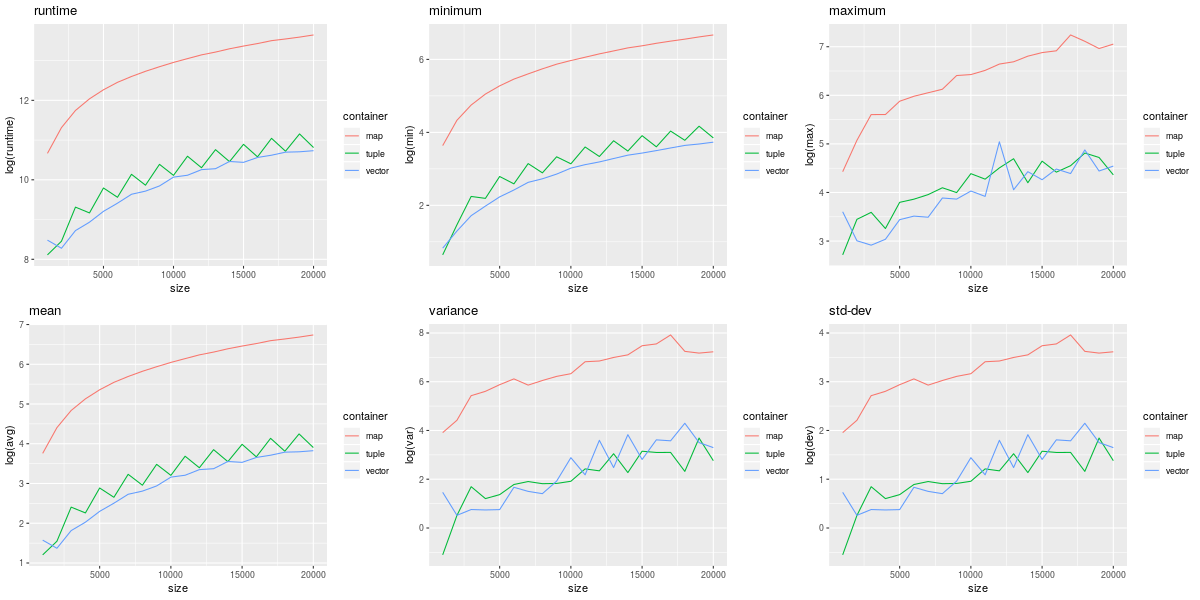 runtime
log(runtime)
12
10
8
5000 10000 15000 20000
size
container
map
tuple
vector
minimum
log(min)
6
4
2
5000 10000 15000 20000
size
container
map
tuple
vector
maximum
log(max)
7
6
5
4
3
5000 10000 15000 20000
size
container
map
tuple
vector
mean
log(avg)
7
6
5
4
3
2
1
5000 10000 15000 20000
size
container
map
tuple
vector
variance
log(var)
8
6
4
2
0
5000 10000 15000 20000
size
container
map
tuple
vector
std-dev
log(dev)
4
3
2
1
0
5000 10000 15000 20000
size
container
map
tuple
vector